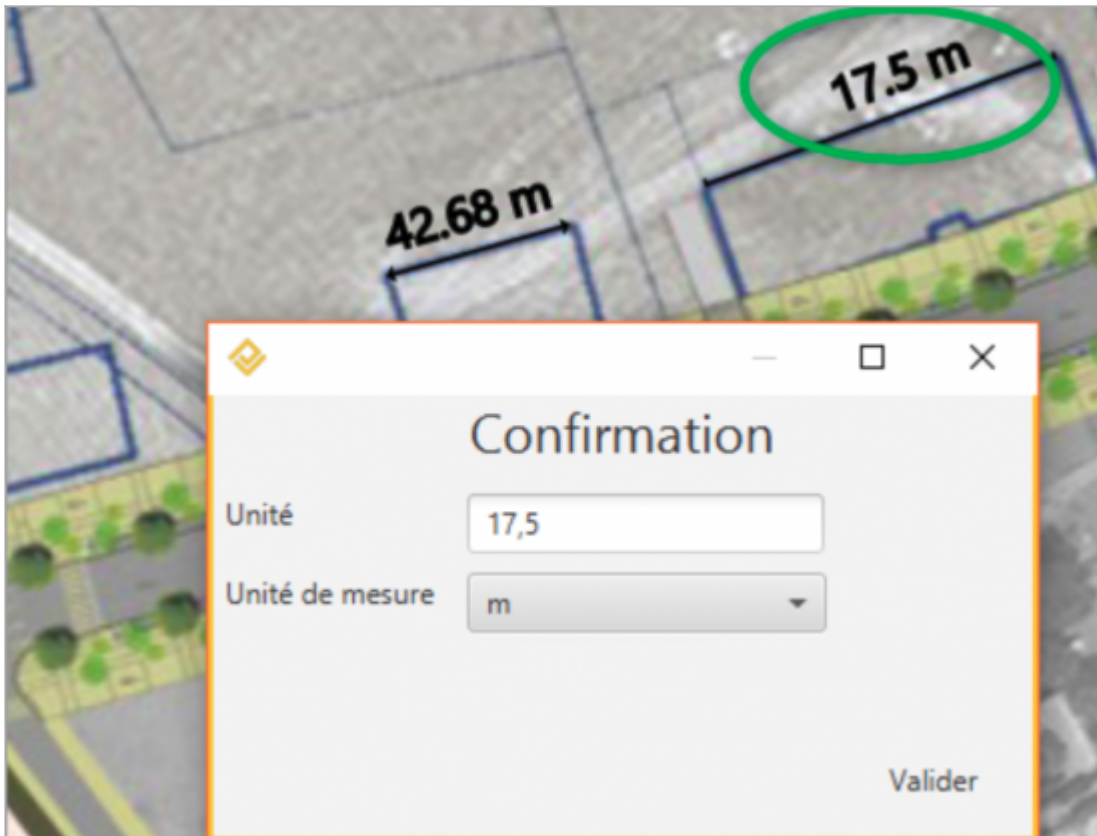 17.5 m
42.68 m
Confirmation
Unité
17,5
Unité de mesure
m
Valider